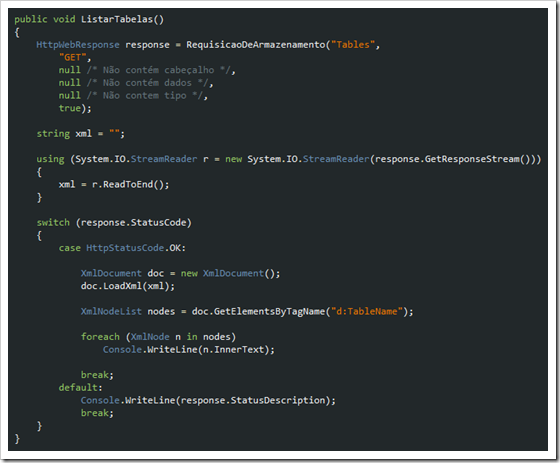 public void ListarTabelas()
{
    HttpWebResponse response = RequisicaoDeArmazenamento("Tables",
        "GET",
        null /* Não contém cabeçalho */,
        null /* Não contém dados */,
        null /* Não contem tipo */,
        true);

    string xml = "";

    using (System.IO.StreamReader r = new System.IO.StreamReader(response.GetResponseStream()))
    {
        xml = r.ReadToEnd();
    }

    switch (response.StatusCode)
    {
        case HttpStatusCode.OK:

            XmlDocument doc = new XmlDocument();
            doc.LoadXml(xml);

            XmlNodeList nodes = doc.GetElementsByTagName("d:TableName");

            foreach (XmlNode n in nodes)
                Console.WriteLine(n.InnerText);

            break;
        default:
            Console.WriteLine(response.StatusDescription);
            break;
    }
}